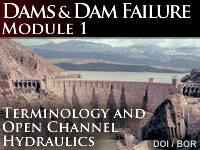 Dams & Dam Failure
Module 1
Terminology and
Open Channel
Hydraulics
DOI / BOR